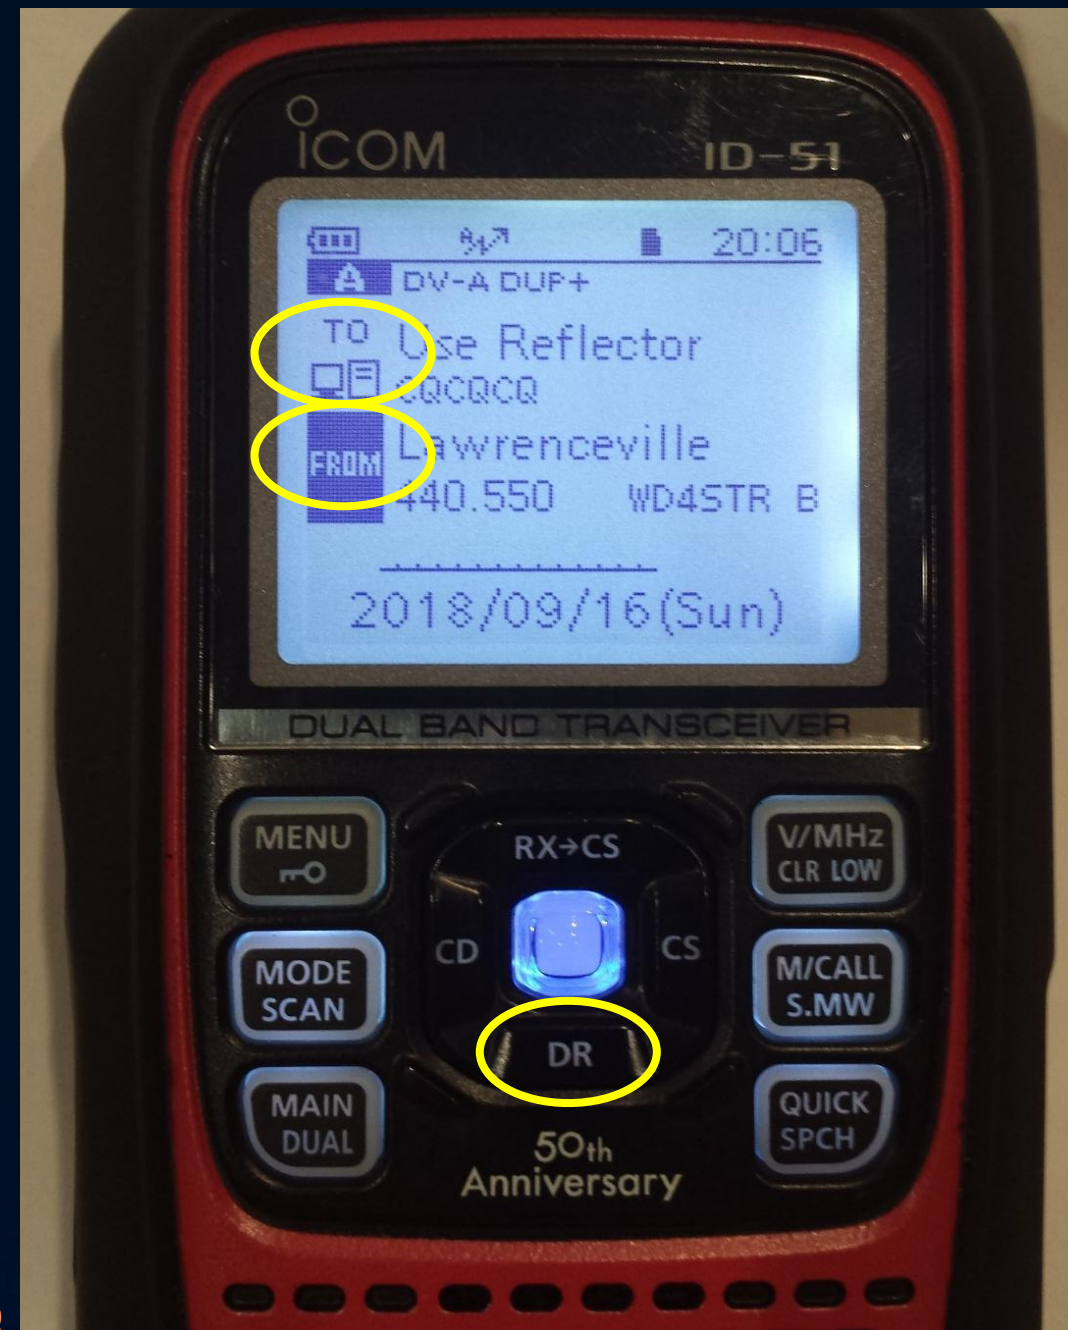 ICOM
ID-51
20:06
A DV-A DUP+
TO Use Reflector
CQCQCQ
FROM Lawrenceville
440.550 WD4STR B
2018/09/16(Sun)
DUAL BAND TRANSCEIVER
MENU
RX→CS
V/MHz
CLR LOW
CD
CS
MODE
SCAN
M/CALL
S.MW
DR
MAIN
DUAL
QUICK
SPCH
50th
Anniversary